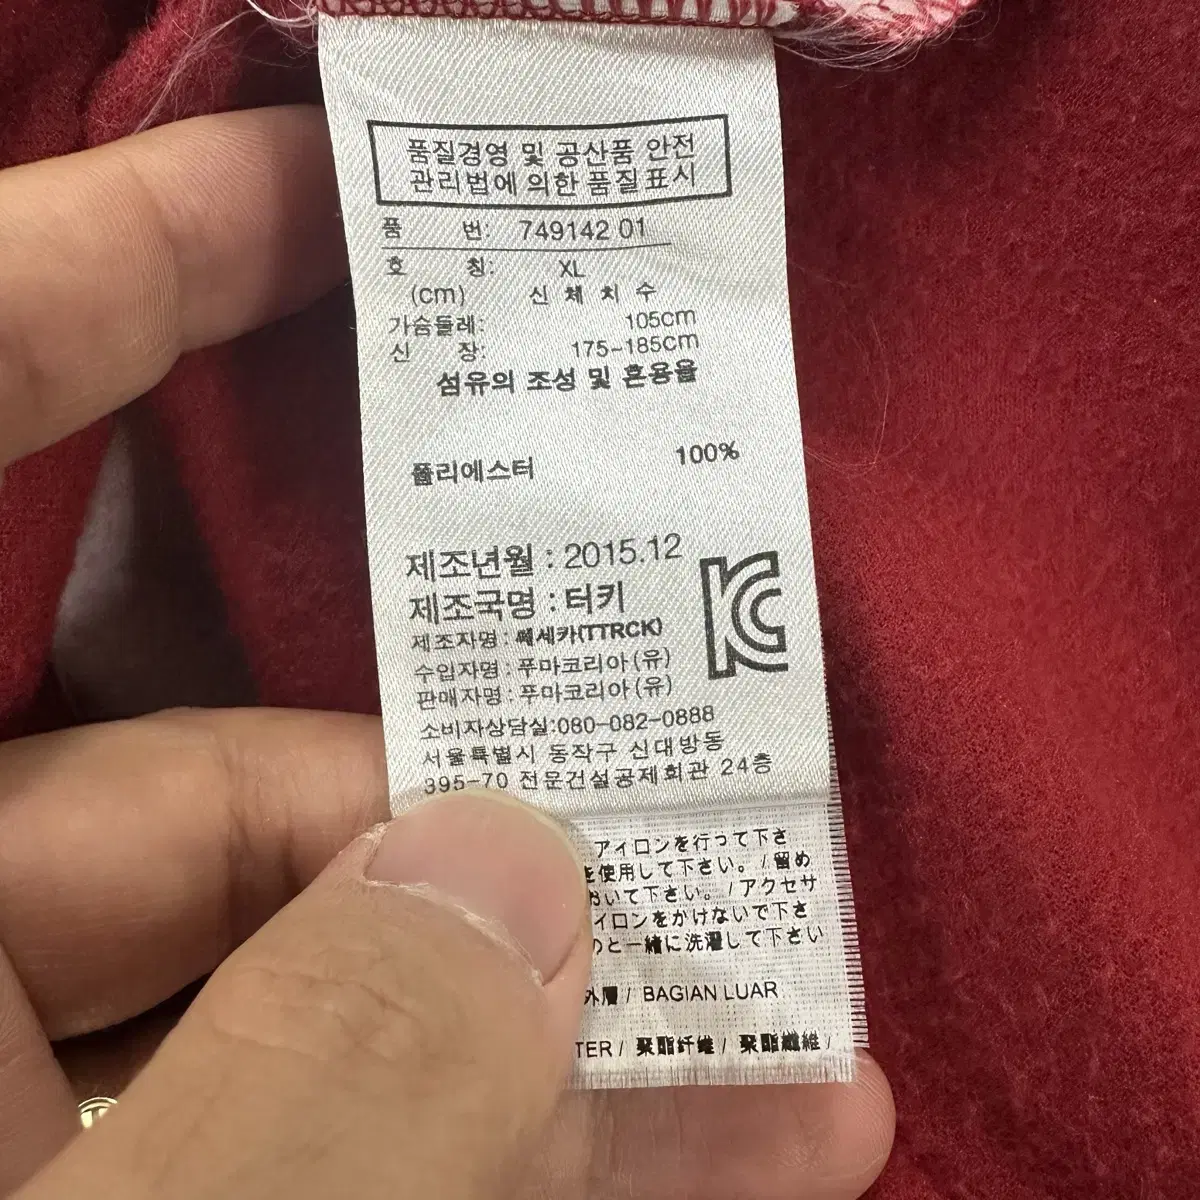 품질경영 및 공산품 안전
관리법에 의한 품질표시
품 번: 749142 01
호 칭: XL
(cm) 신 체 치 수
가슴둘레: 105cm
신 장: 175-185cm
섬유의 조성 및 혼용율
폴리에스터 100%
제조년월 : 2015.12
제조국명 : 터키
제조자명 : 쎄세카(TTRCK)
수입자명 : 푸마코리아(유)
판매자명 : 푸마코리아(유)
소비자상담실:080-082-0888
서울특별시 동작구 신대방동
395-70 전문건설공제회관 24층
アイロンを行って下さ
を使用して下さい。/留め
おいて下さい。/アクセサ
イロンをかけないで下さ
のと一緒に洗濯して下さい
外層 / BAGIAN LUAR
TER / 聚酯纤维 / 聚酯纖維 /